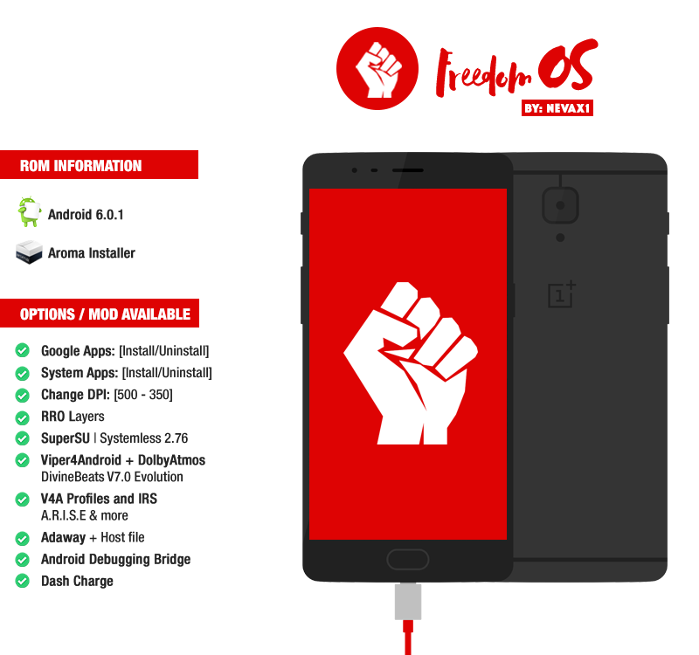 Freedom OS
BY: NEVAX1
ROM INFORMATION
Android 6.0.1
Aroma Installer
OPTIONS / MOD AVAILABLE
Google Apps: [Install/Uninstall]
System Apps: [Install/Uninstall]
Change DPI: [500 - 350]
RRO Layers
SuperSU | Systemless 2.76
Viper4Android + DolbyAtmos
DivineBeats V7.0 Evolution
V4A Profiles and IRS
A.R.I.S.E & more
Adaway + Host file
Android Debugging Bridge
Dash Charge
1+